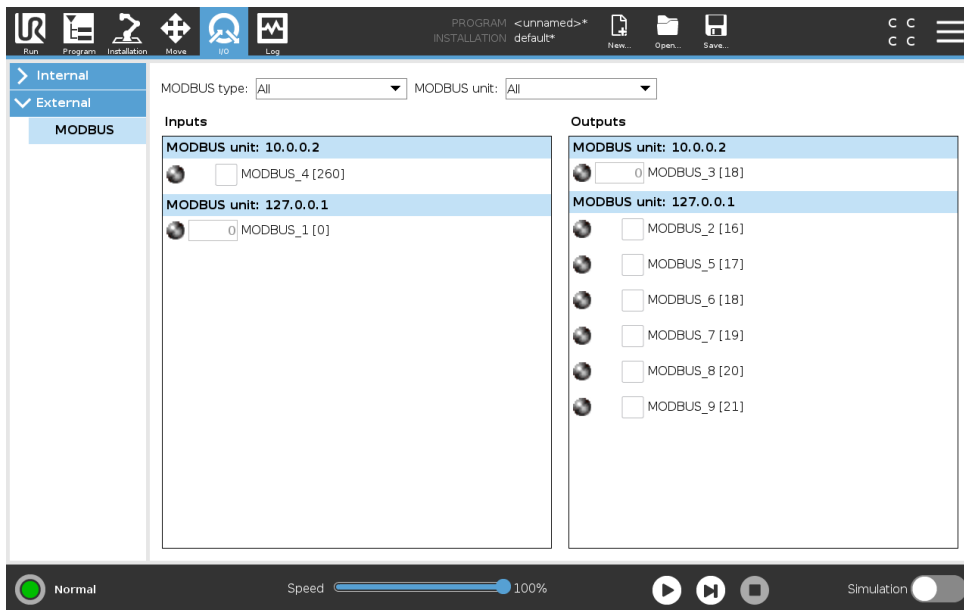 PROGRAM <unnamed>*
INSTALLATION default*
C C
C C
UR
Run
Program
Installation
Move
I/O
Log
New...
Open...
Save...
Internal
External
MODBUS
MODBUS type: All
MODBUS unit: All
Inputs
MODBUS unit: 10.0.0.2
MODBUS_4 [260]
MODBUS unit: 127.0.0.1
0 MODBUS_1 [0]
Outputs
MODBUS unit: 10.0.0.2
0 MODBUS_3 [18]
MODBUS unit: 127.0.0.1
MODBUS_2 [16]
MODBUS_5 [17]
MODBUS_6 [18]
MODBUS_7 [19]
MODBUS_8 [20]
MODBUS_9 [21]
Normal
Speed 100%
Simulation